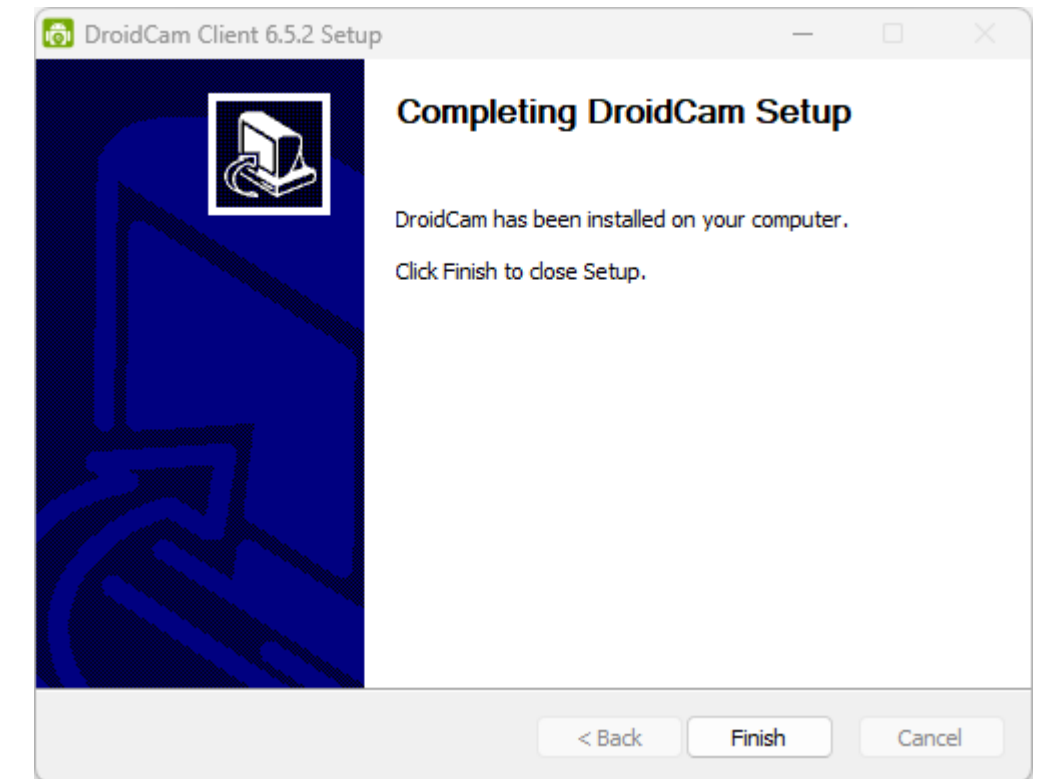 DroidCam Client 6.5.2 Setup
Completing DroidCam Setup
DroidCam has been installed on your computer.
Click Finish to close Setup.
< Back
Finish
Cancel